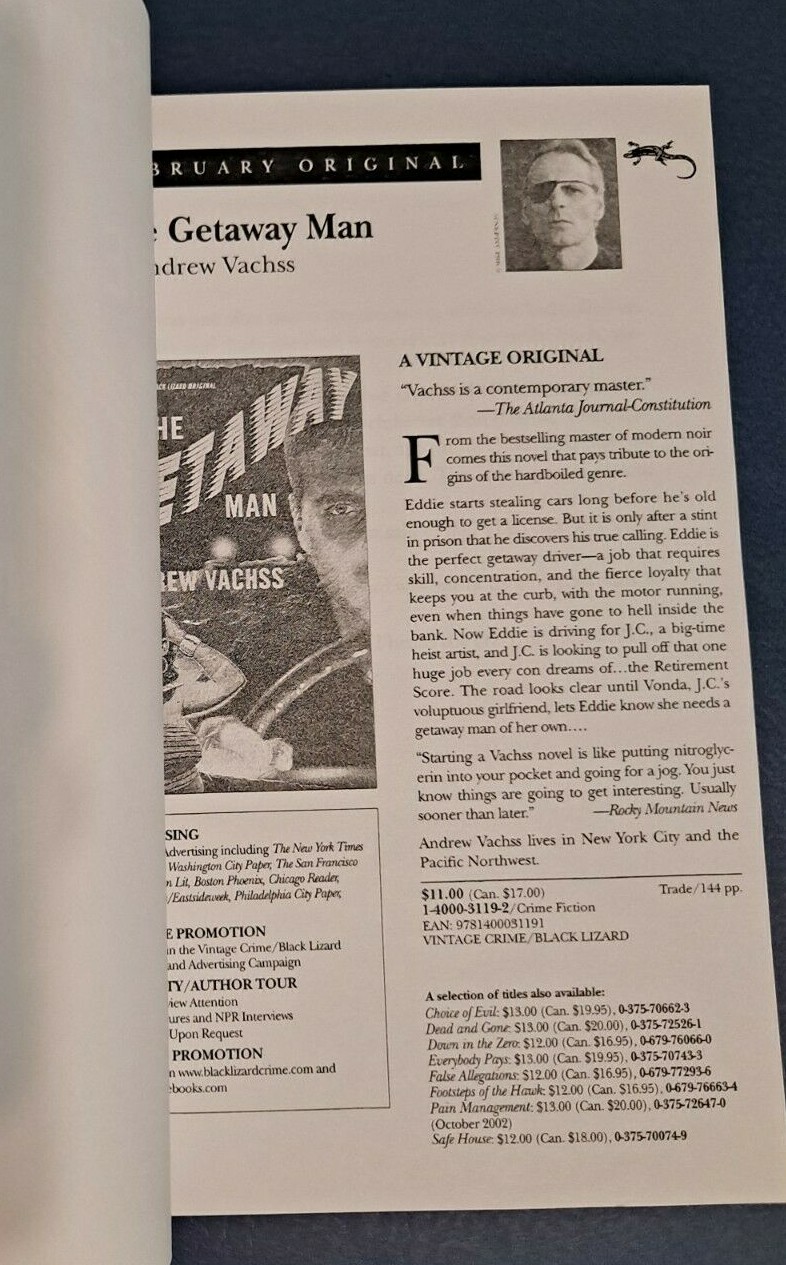 BRUARY ORIGINAL
Getaway Man
ndrew Vachss
CK LIZARD ORIGINAL
HE
ETAWAY
MAN
REW VACHSS
SING
Advertising including The New York Times
Washington City Paper, The San Francisco
n Lit, Boston Phoenix, Chicago Reader,
/Eastsideweek, Philadelphia City Paper,
E PROMOTION
in the Vintage Crime/Black Lizard
and Advertising Campaign
TY/AUTHOR TOUR
iew Attention
ures and NPR Interviews
Upon Request
PROMOTION
n www.blacklizardcrime.com and
ebooks.com
A VINTAGE ORIGINAL
“Vachss is a contemporary master.”
—The Atlanta Journal-Constitution
From the bestselling master of modern noir
comes this novel that pays tribute to the ori-
gins of the hardboiled genre.
Eddie starts stealing cars long before he's old
enough to get a license. But it is only after a stint
in prison that he discovers his true calling. Eddie is
the perfect getaway driver—a job that requires
skill, concentration, and the fierce loyalty that
keeps you at the curb, with the motor running,
even when things have gone to hell inside the
bank. Now Eddie is driving for J.C., a big-time
heist artist, and J.C. is looking to pull off that one
huge job every con dreams of…the Retirement
Score. The road looks clear until Vonda, J.C.'s
voluptuous girlfriend, lets Eddie know she needs a
getaway man of her own….
“Starting a Vachss novel is like putting nitroglyc-
erin into your pocket and going for a jog. You just
know things are going to get interesting. Usually
sooner than later.” —Rocky Mountain News
Andrew Vachss lives in New York City and the
Pacific Northwest.
$11.00 (Can. $17.00) Trade/144 pp.
1-4000-3119-2/Crime Fiction
EAN: 9781400031191
VINTAGE CRIME/BLACK LIZARD
A selection of titles also available:
Choice of Evil: $13.00 (Can. $19.95), 0-375-70662-3
Dead and Gone: $13.00 (Can. $20.00), 0-375-72526-1
Down in the Zero: $12.00 (Can. $16.95), 0-679-76066-0
Everybody Pays: $13.00 (Can. $19.95), 0-375-70743-3
False Allegations: $12.00 (Can. $16.95), 0-679-77293-6
Footsteps of the Hawk: $12.00 (Can. $16.95), 0-679-76663-4
Pain Management: $13.00 (Can. $20.00), 0-375-72647-0
(October 2002)
Safe House: $12.00 (Can. $18.00), 0-375-70074-9